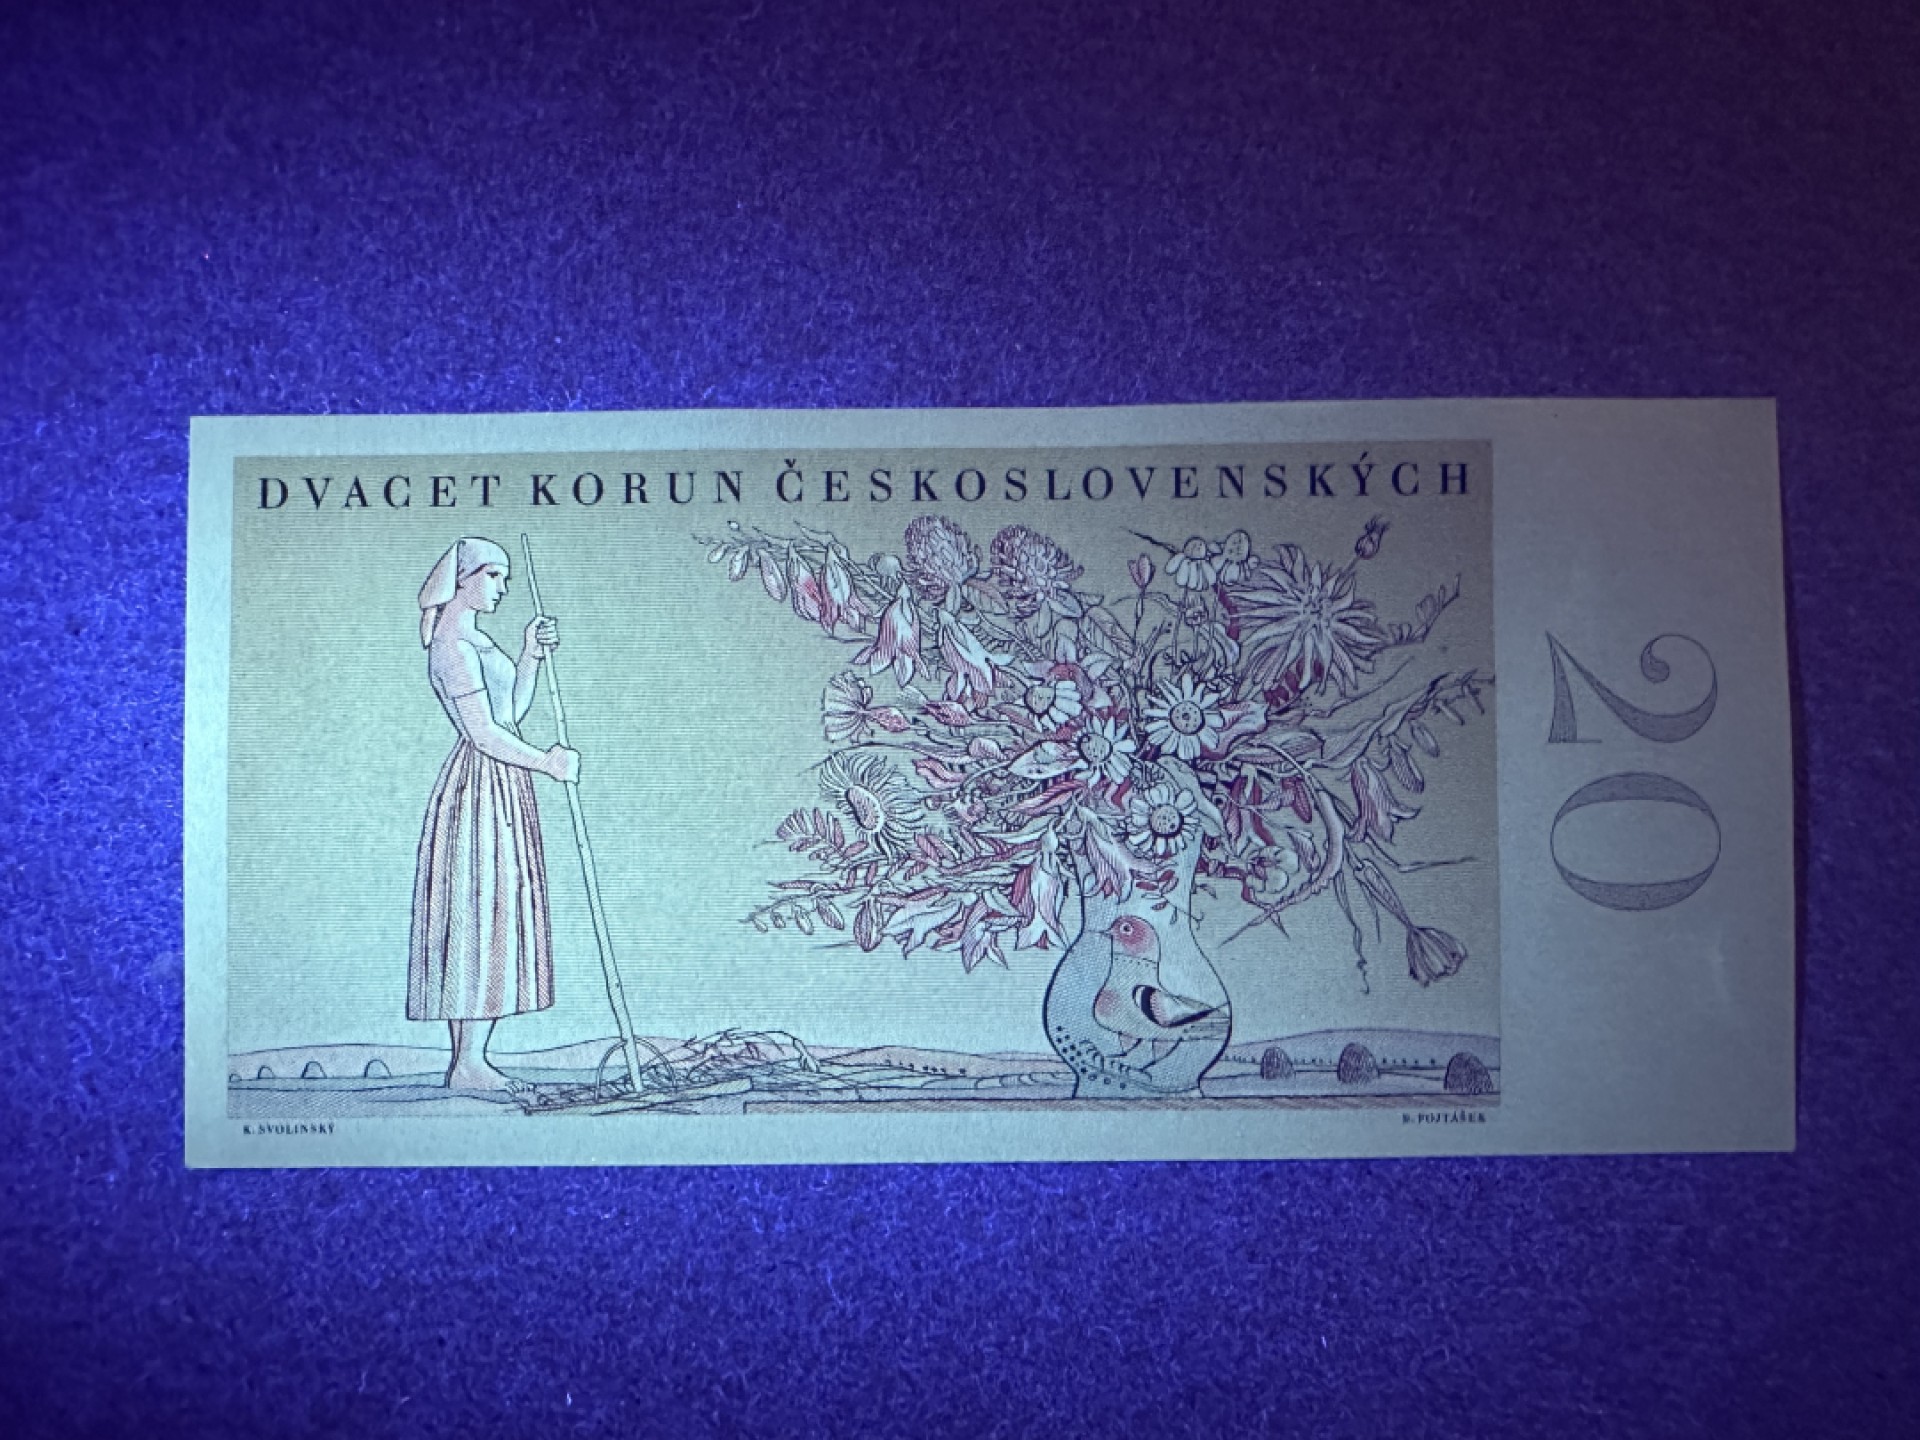 DVACET KORUN ČESKOSLOVENSKÝCH
20
K. SVOLINSKÝ
B. POJTÁŠEK